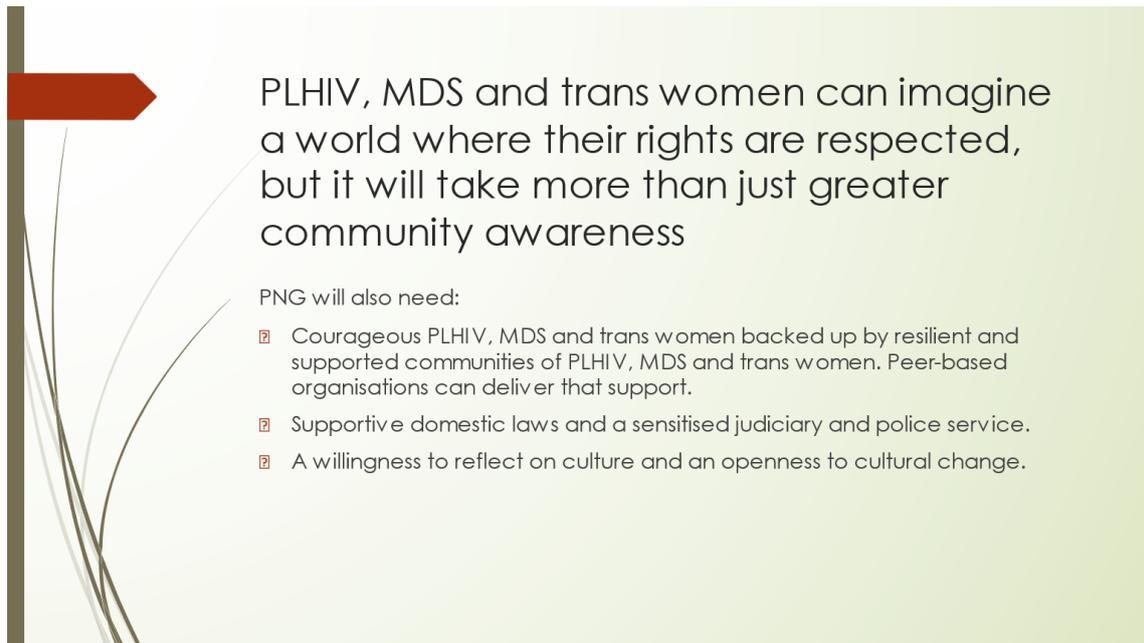 PLHIV, MDS and trans women can imagine
a world where their rights are respected,
but it will take more than just greater
community awareness
PNG will also need:
Courageous PLHIV, MDS and trans women backed up by resilient and
supported communities of PLHIV, MDS and trans women. Peer-based
organisations can deliver that support.
Supportive domestic laws and a sensitised judiciary and police service.
A willingness to reflect on culture and an openness to cultural change.